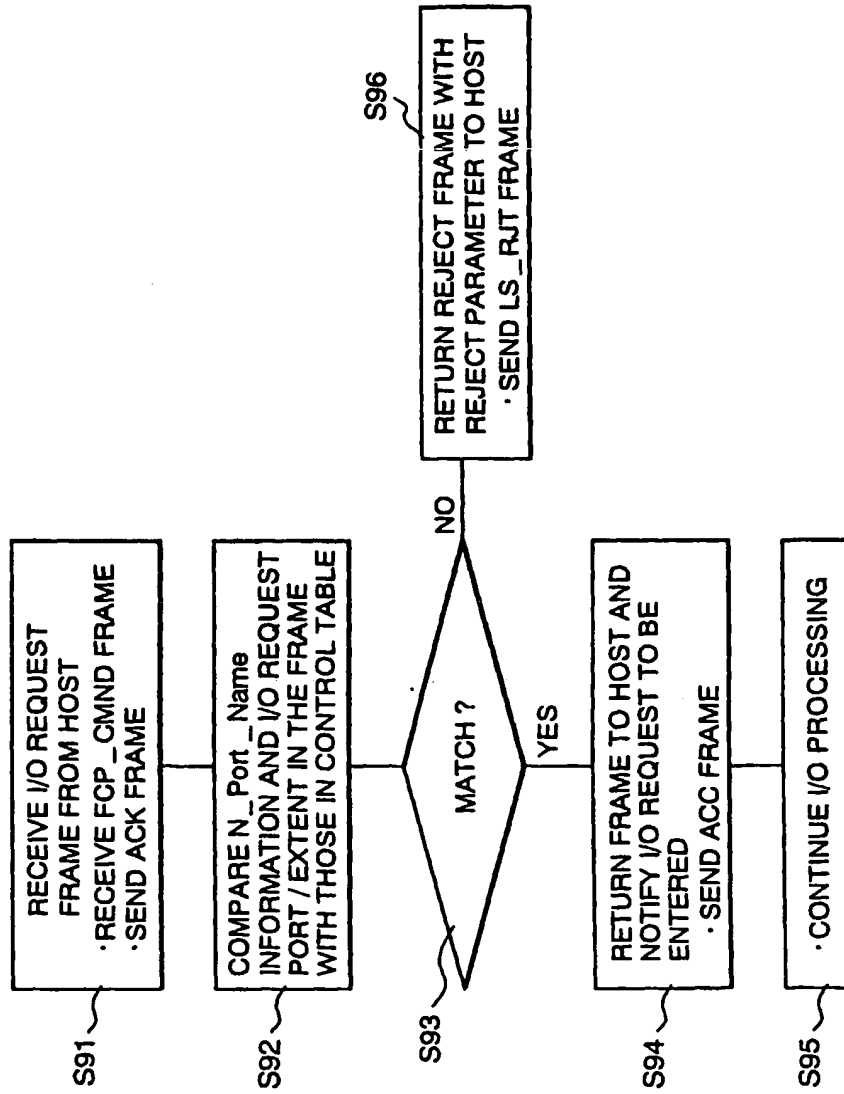 S91
RECEIVE I/O REQUEST
FRAME FROM HOST
· RECEIVE FCP_CMND FRAME
· SEND ACK FRAME
S92
COMPARE N_Port_Name
INFORMATION AND I/O REQUEST
PORT / EXTENT IN THE FRAME
WITH THOSE IN CONTROL TABLE
S93
MATCH ?
NO
S96
RETURN REJECT FRAME WITH
REJECT PARAMETER TO HOST
· SEND LS_RJT FRAME
YES
S94
RETURN FRAME TO HOST AND
NOTIFY I/O REQUEST TO BE
ENTERED
· SEND ACC FRAME
S95
· CONTINUE I/O PROCESSING